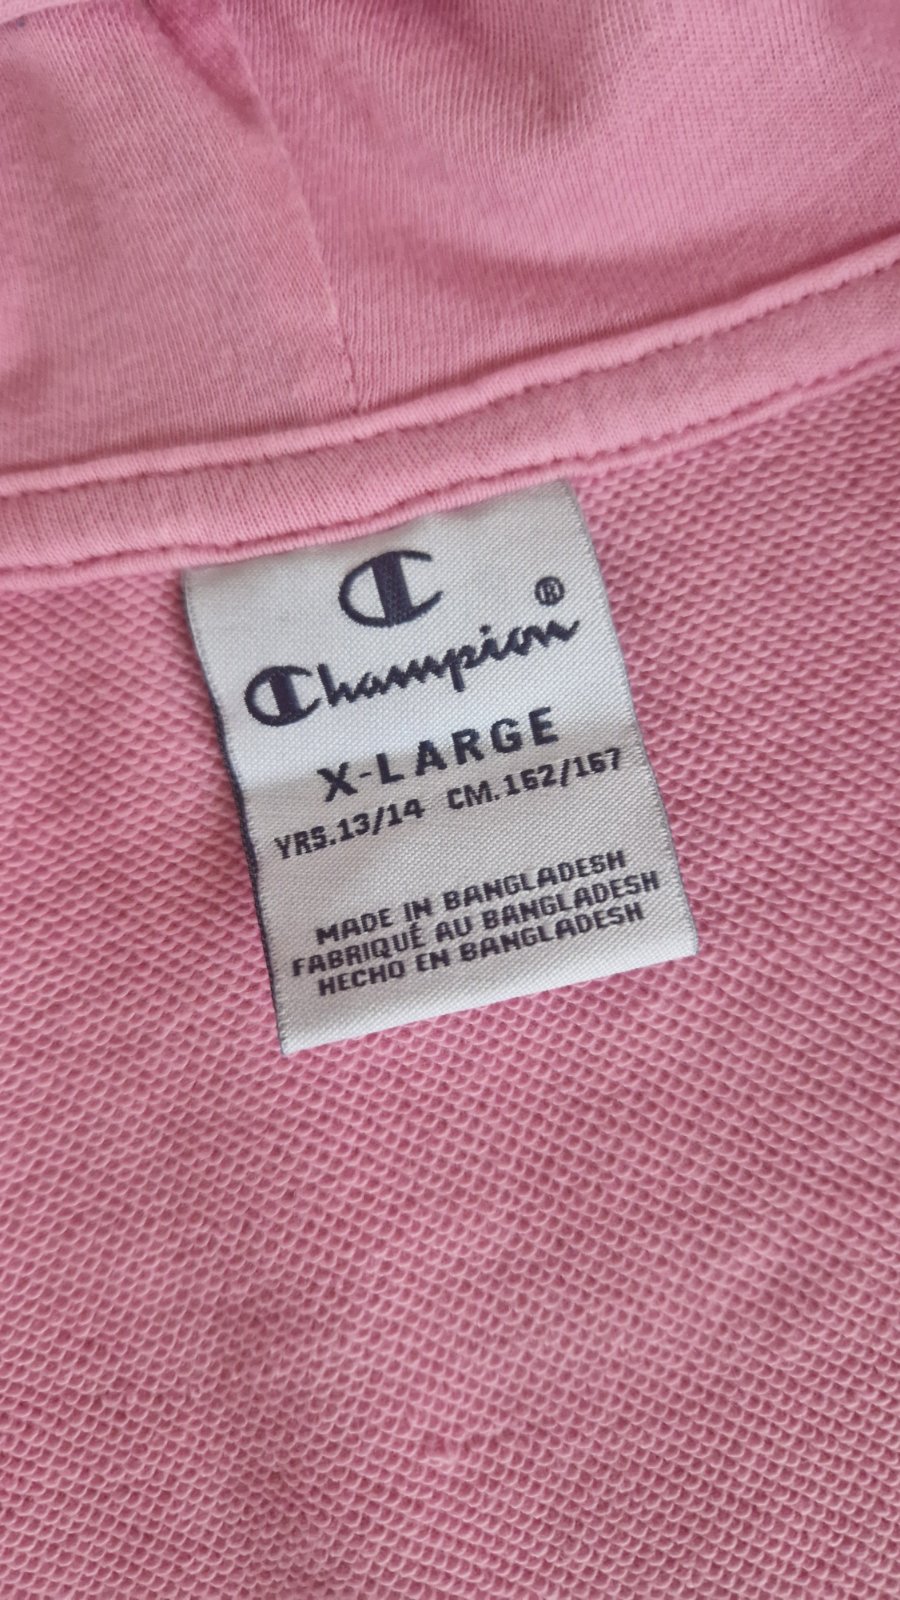 Champion®
X-LARGE
YRS.13/14 CM.162/167
MADE IN BANGLADESH
FABRIQUÉ AU BANGLADESH
HECHO EN BANGLADESH